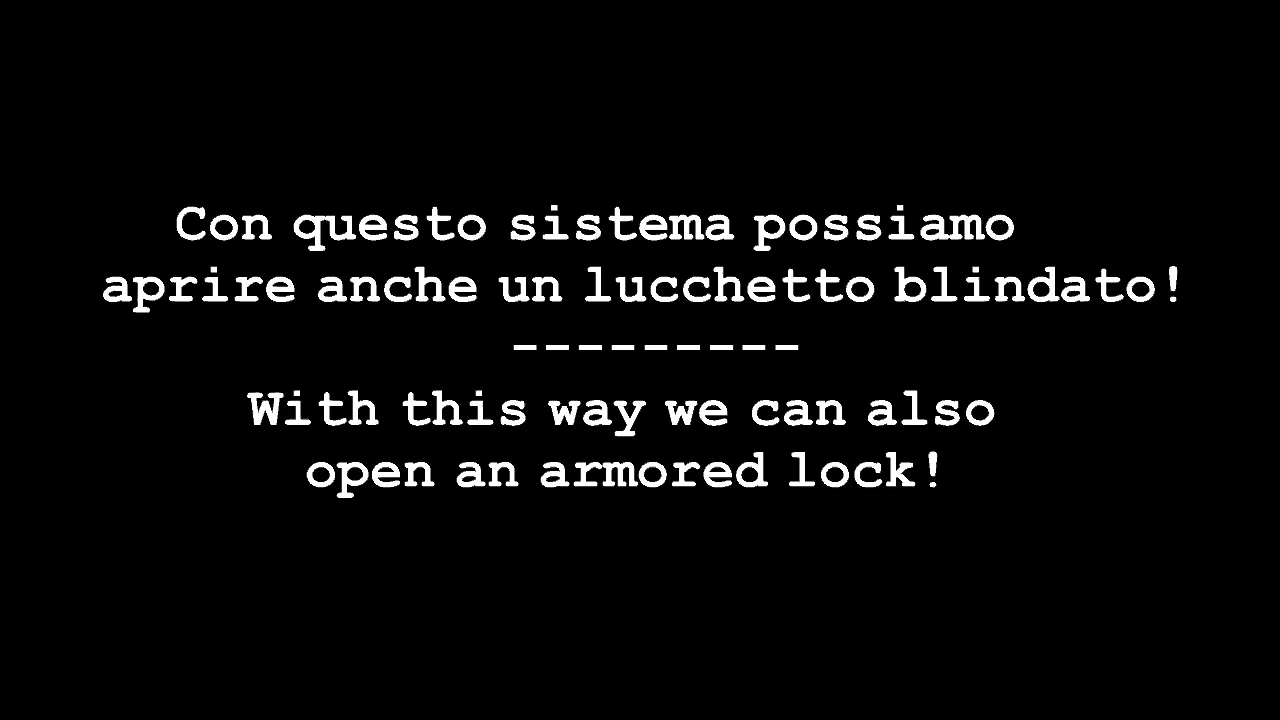 Con questo sistema possiamo
aprire anche un lucchetto blindato!
---------
With this way we can also
open an armored lock!